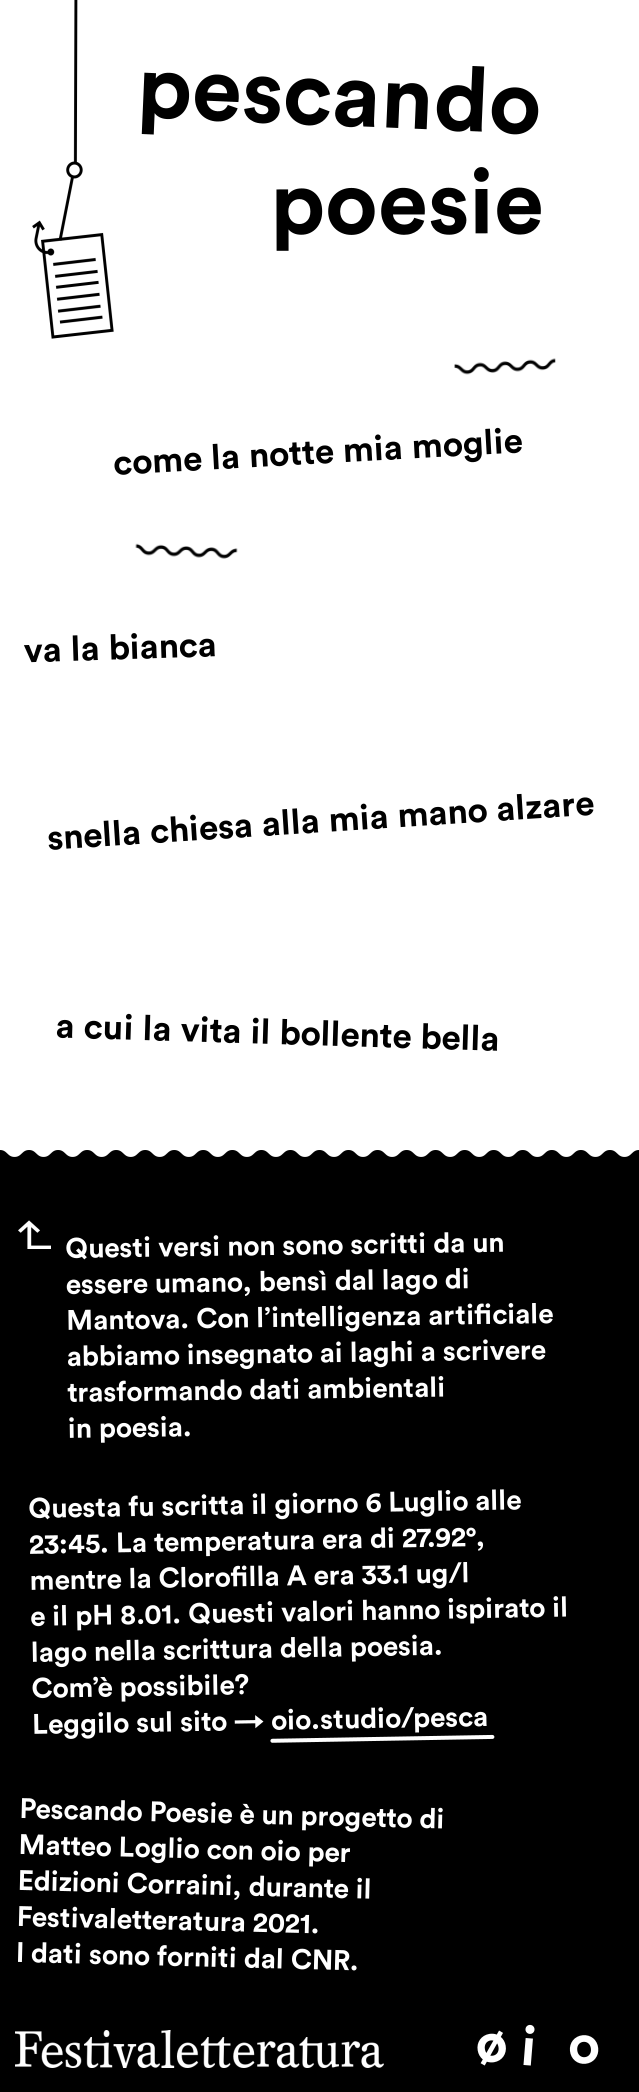 pescando
poesie
come la notte mia moglie
va la bianca
snella chiesa alla mia mano alzare
a cui la vita il bollente bella
Questi versi non sono scritti da un
essere umano, bensì dal lago di
Mantova. Con l’intelligenza artificiale
abbiamo insegnato ai laghi a scrivere
trasformando dati ambientali
in poesia.
Questa fu scritta il giorno 6 Luglio alle
23:45. La temperatura era di 27.92°,
mentre la Clorofilla A era 33.1 ug/l
e il pH 8.01. Questi valori hanno ispirato il
lago nella scrittura della poesia.
Com’è possibile?
Leggilo sul sito → oio.studio/pesca
Pescando Poesie è un progetto di
Matteo Loglio con oio per
Edizioni Corraini, durante il
Festivaletteratura 2021.
I dati sono forniti dal CNR.
Festivaletteratura øio